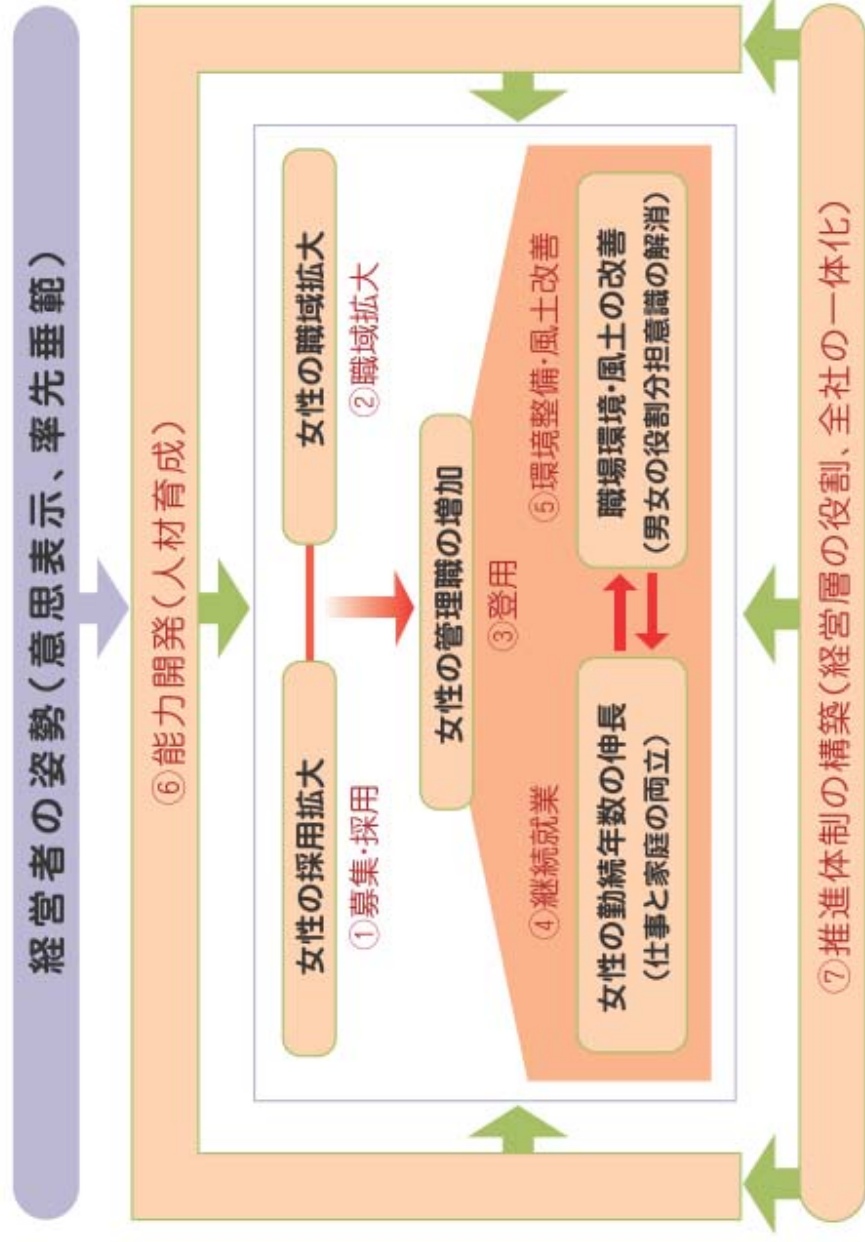 経営者の姿勢（意思表示、率先垂範）
⑥能力開発（人材育成）
女性の採用拡大
女性の職域拡大
①募集・採用
②職域拡大
女性の管理職の増加
③登用
④継続就業
⑤環境整備・風土改善
女性の勤続年数の伸長
（仕事と家庭の両立）
職場環境・風土の改善
（男女の役割分担意識の解消）
⑦推進体制の構築（経営層の役割、全社の一体化）